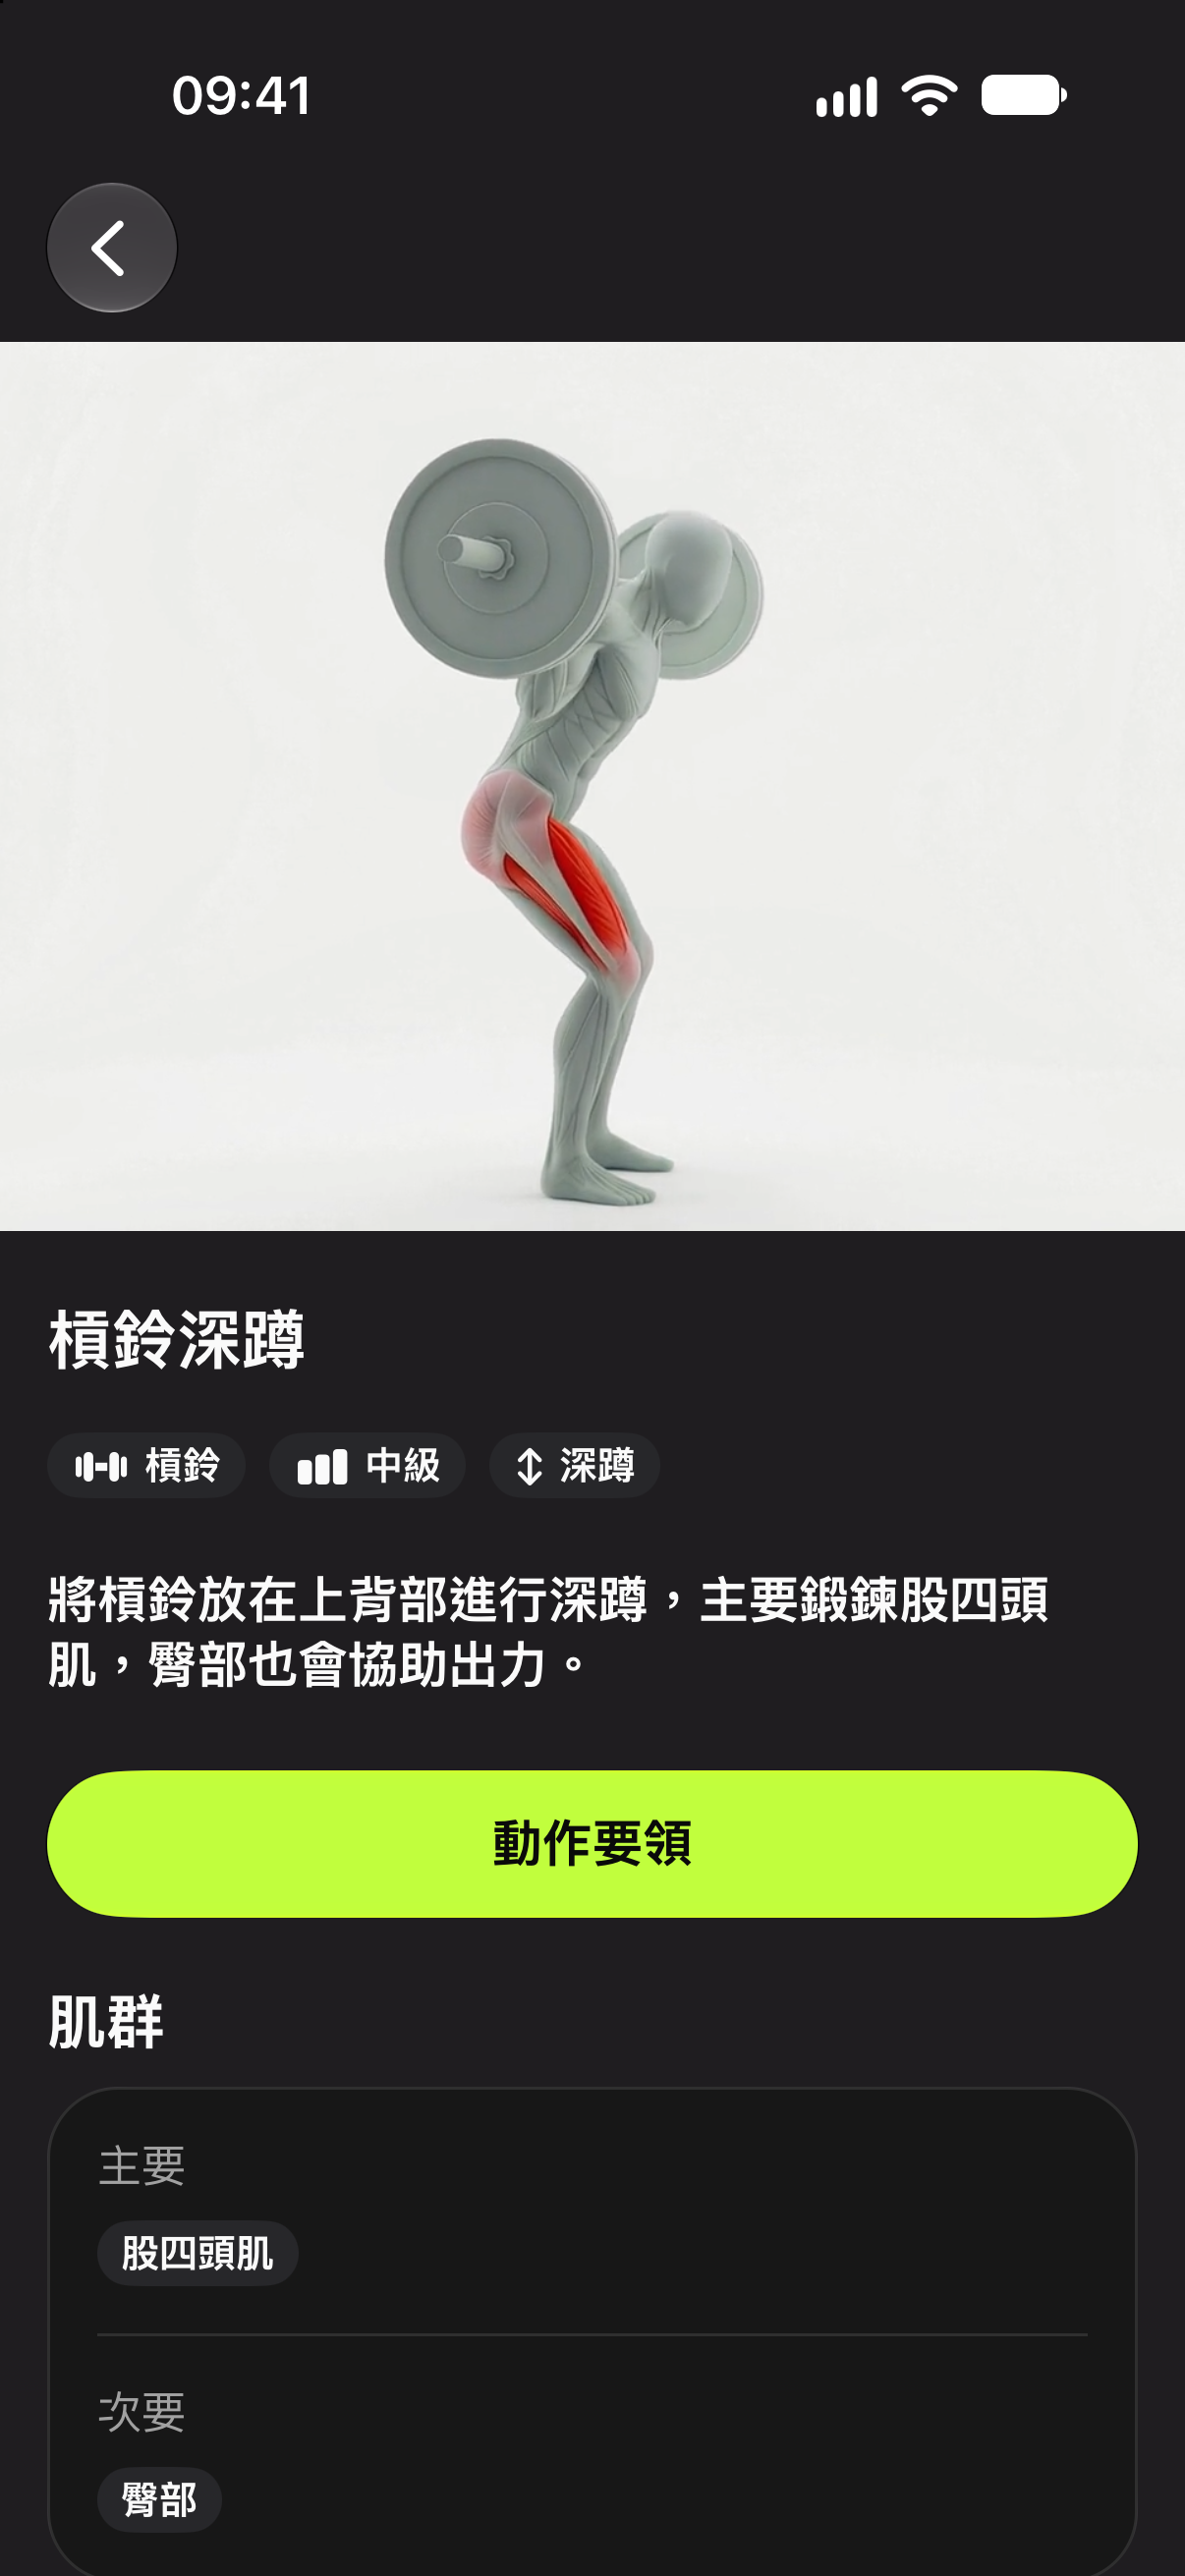 09:41
槓鈴深蹲
槓鈴
中級
深蹲
將槓鈴放在上背部進行深蹲，主要鍛鍊股四頭
肌，臀部也會協助出力。
動作要領
肌群
主要
股四頭肌
次要
臀部